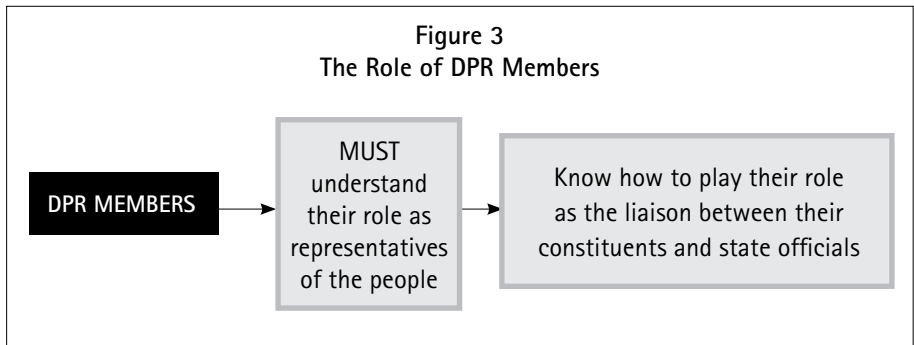 Figure 3
The Role of DPR Members
DPR MEMBERS
MUST
understand
their role as
representatives
of the people
Know how to play their role
as the liaison between their
constituents and state officials